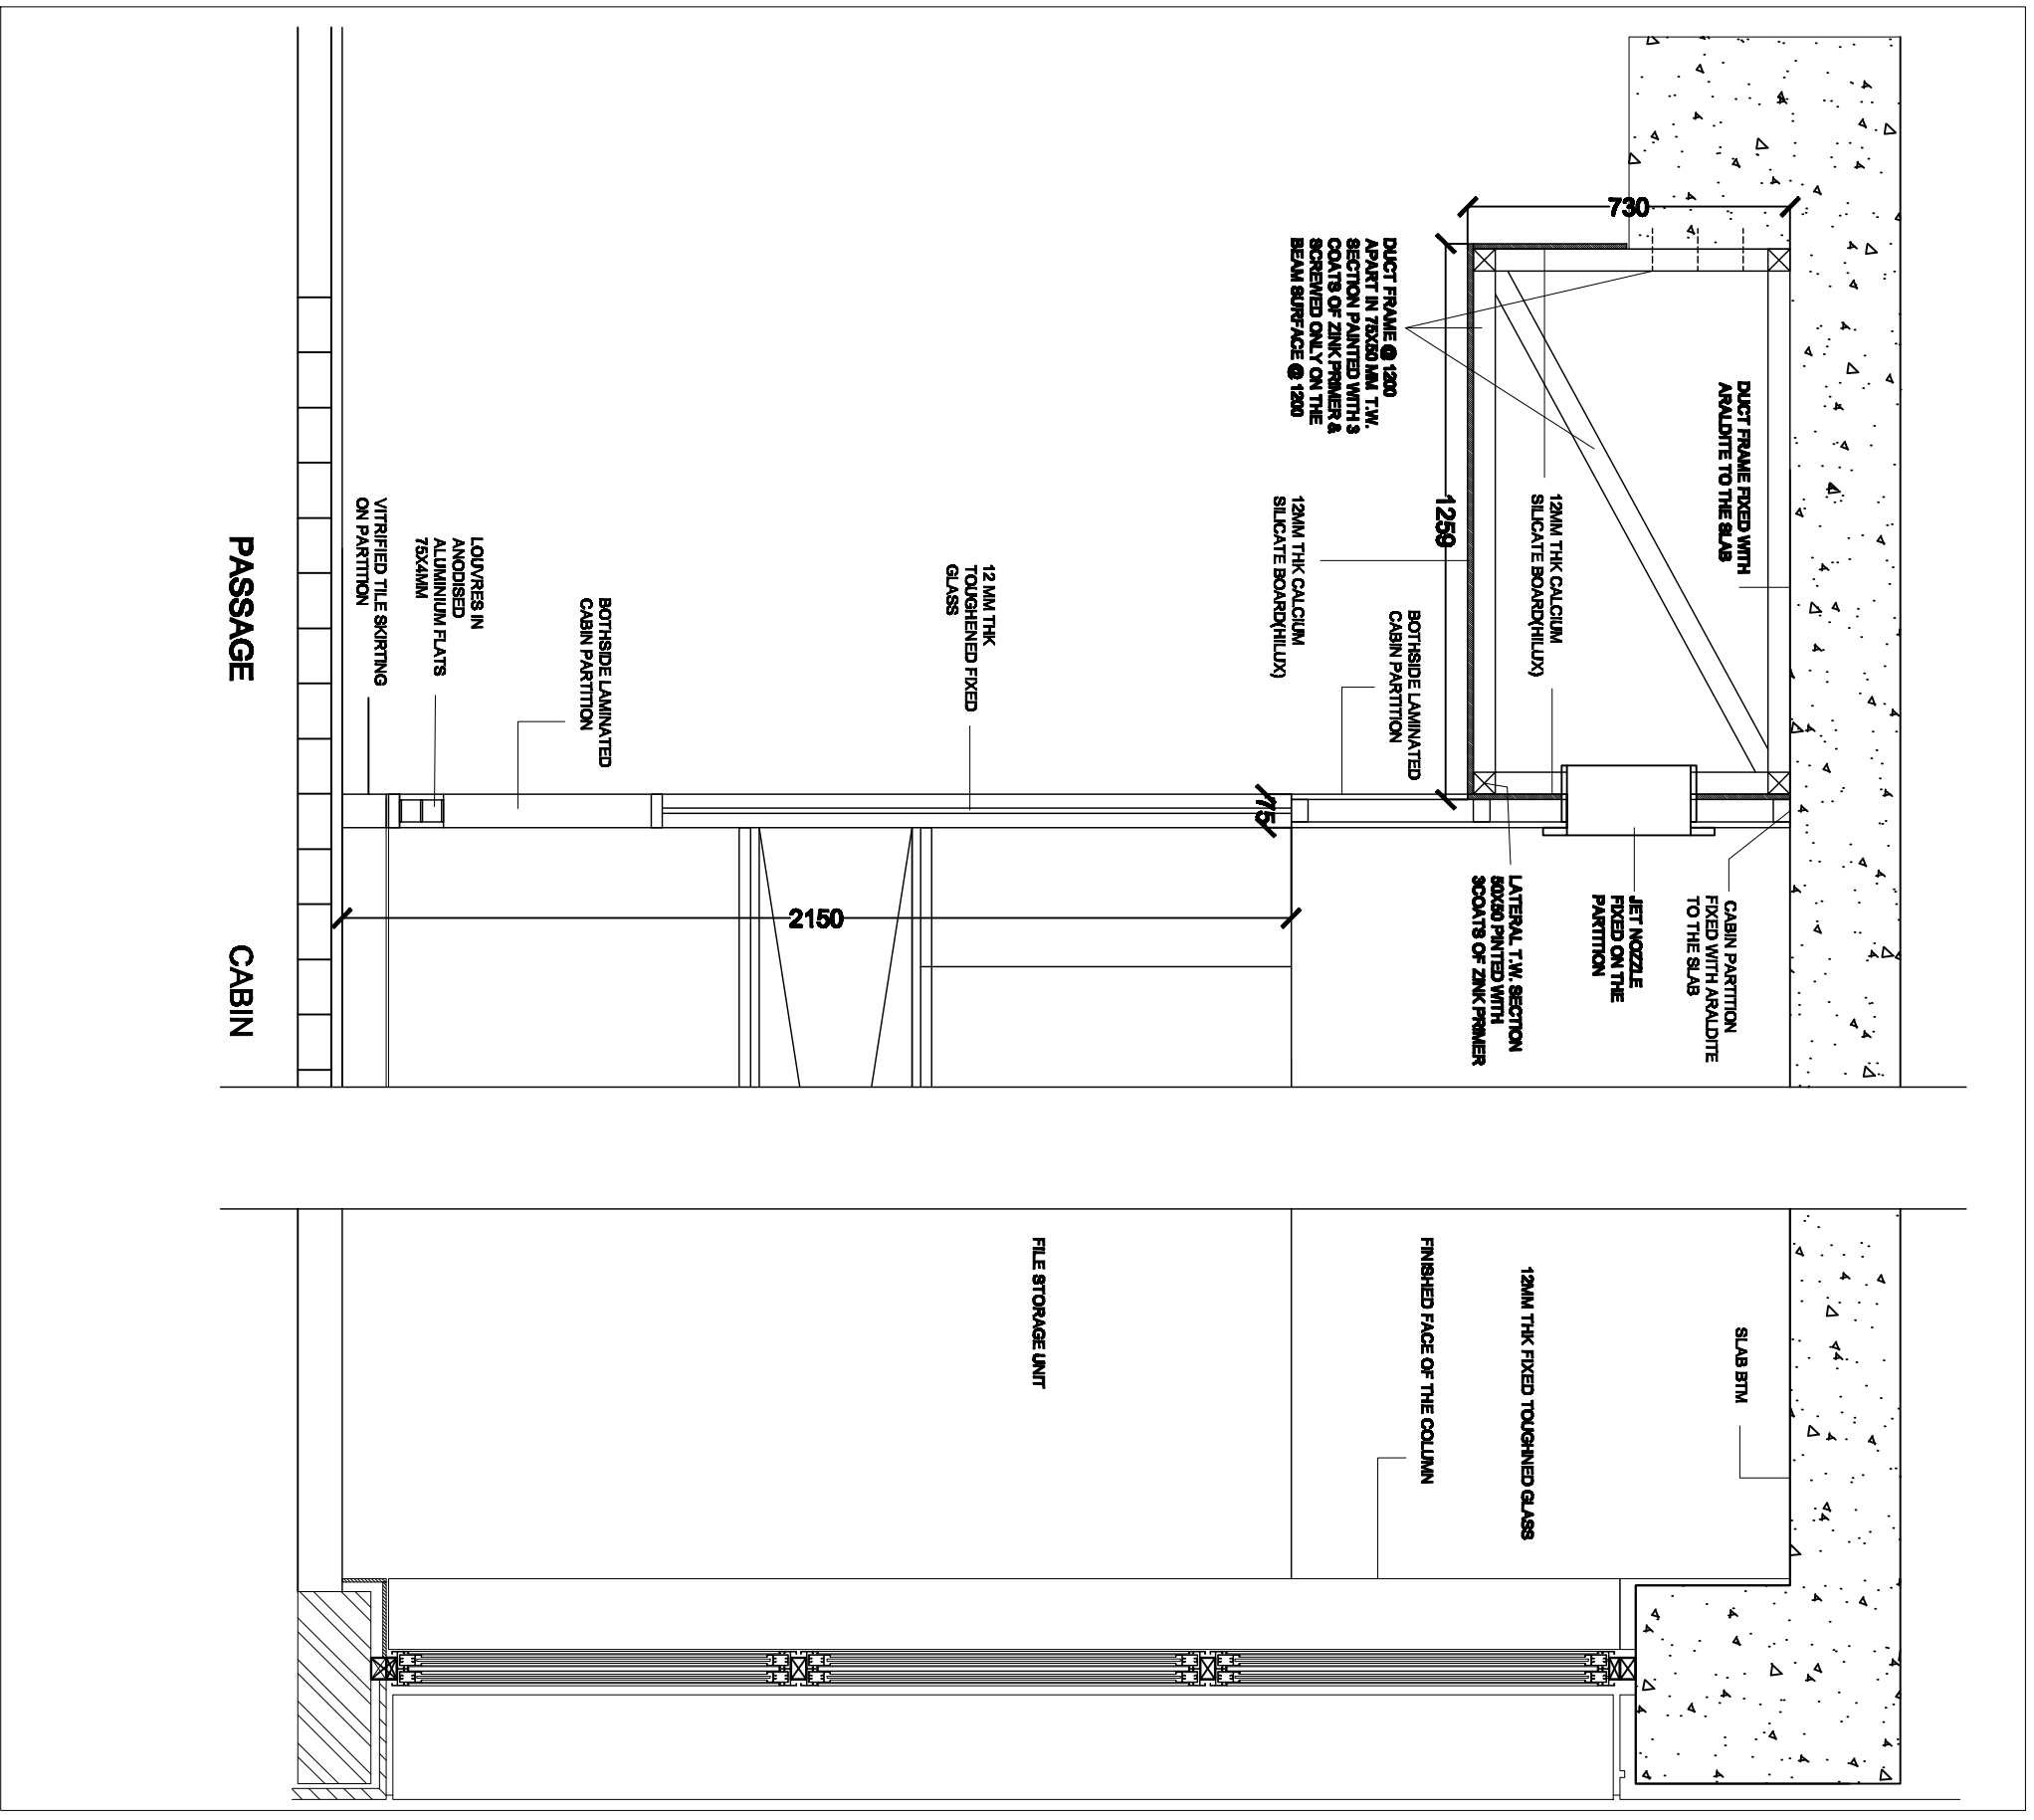 SLAB BTM
DUCT FRAME FIXED WITH
ARALDITE TO THE SLAB
CABIN PARTITION
FIXED WITH ARALDITE
TO THE SLAB
730
JET NOZZLE
FIXED ON THE
PARTITION
12MM THK CALCIUM
SILICATE BOARD(HILUX)
12MM THK FIXED TOUGHNED GLASS
LATERAL T.W. SECTION
50X50 PINTED WITH
3COATS OF ZINK PRIMER
1259
FINISHED FACE OF THE COLUMN
BOTHSIDE LAMINATED
CABIN PARTITION
DUCT FRAME @ 1200
APART IN 75X50 MM T.W.
SECTION PAINTED WITH 3
COATS OF ZINK PRIMER &
SCREWED ONLY ON THE
BEAM SURFACE @ 1200
12MM THK CALCIUM
SILICATE BOARD(HILUX)
75
FILE STORAGE UNIT
12 MM THK
TOUGHENED FIXED
GLASS
2150
BOTHSIDE LAMINATED
CABIN PARTITION
LOUVRES IN
ANODISED
ALUMINIUM FLATS
75X4MM
VITRIFIED TILE SKIRTING
ON PARTITION
PASSAGE
CABIN